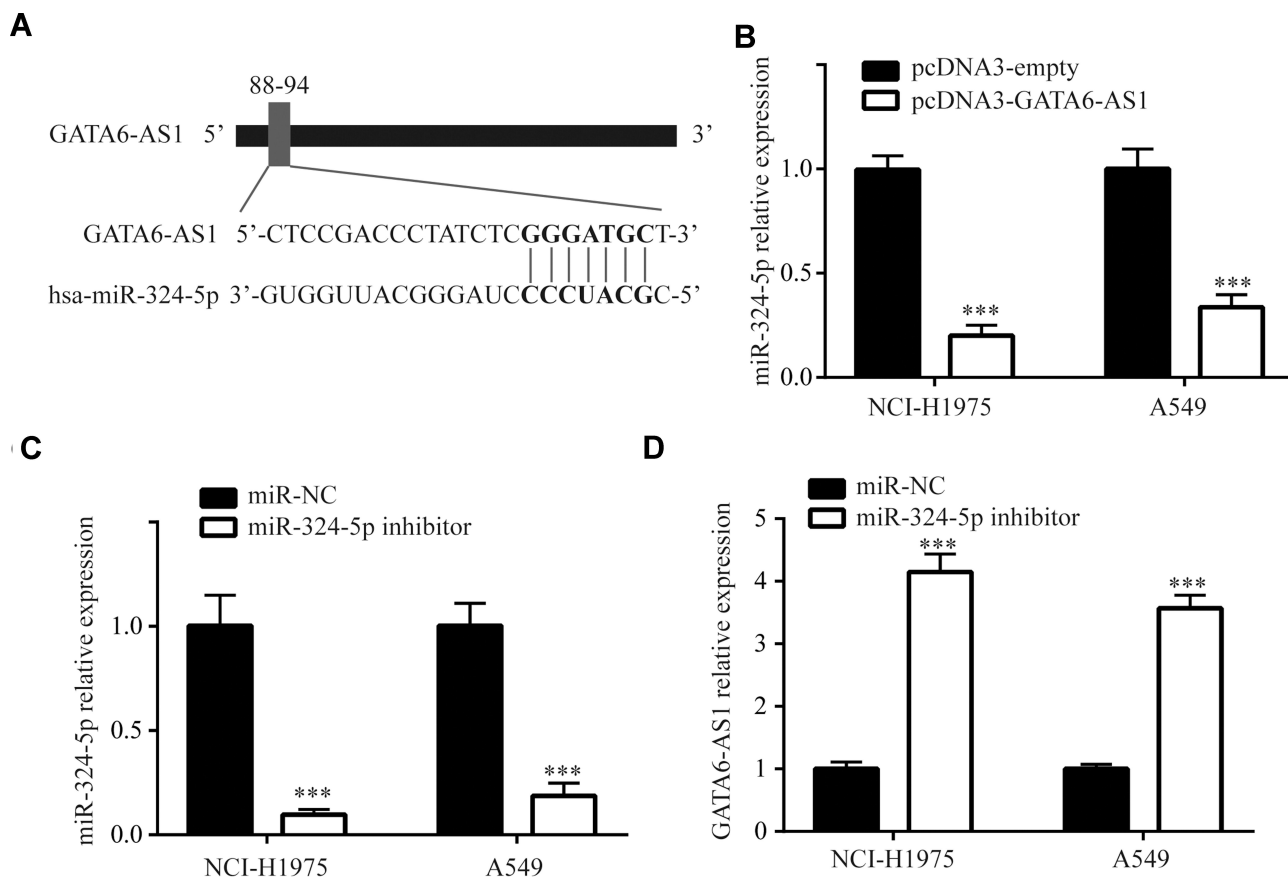 A
88-94
GATA6-AS1 5’ 3’
GATA6-AS1 5’-CTCCGACCCTATCTCGGGATGCT-3’
hsa-miR-324-5p 3’-GUGGUUACGGGAUCCCCUACGC-5’
B
pcDNA3-empty
pcDNA3-GATA6-AS1
miR-324-5p relative expression
1.0
0.5
0.0
***
***
NCI-H1975
A549
C
miR-NC
miR-324-5p inhibitor
miR-324-5p relative expression
1.0
0.5
0.0
***
***
NCI-H1975
A549
D
miR-NC
miR-324-5p inhibitor
GATA6-AS1 relative expression
5
4
3
2
1
0
***
***
NCI-H1975
A549